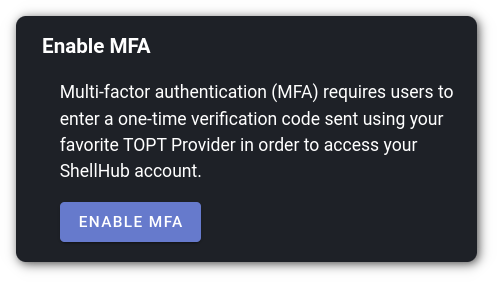 Enable MFA
Multi-factor authentication (MFA) requires users to
enter a one-time verification code sent using your
favorite TOPT Provider in order to access your
ShellHub account.
ENABLE MFA